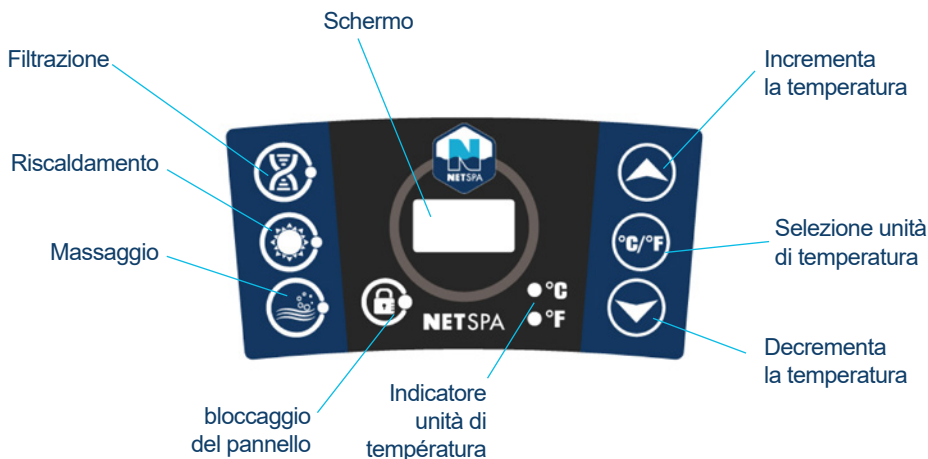 Schermo
Filtrazione
Incrementa
la temperatura
Riscaldamento
N
NETSPA
Massaggio
°C/°F
Selezione unità
di temperatura
°C
NETSPA
°F
Decrementa
la temperatura
bloccaggio
del pannello
Indicatore
unità di
température